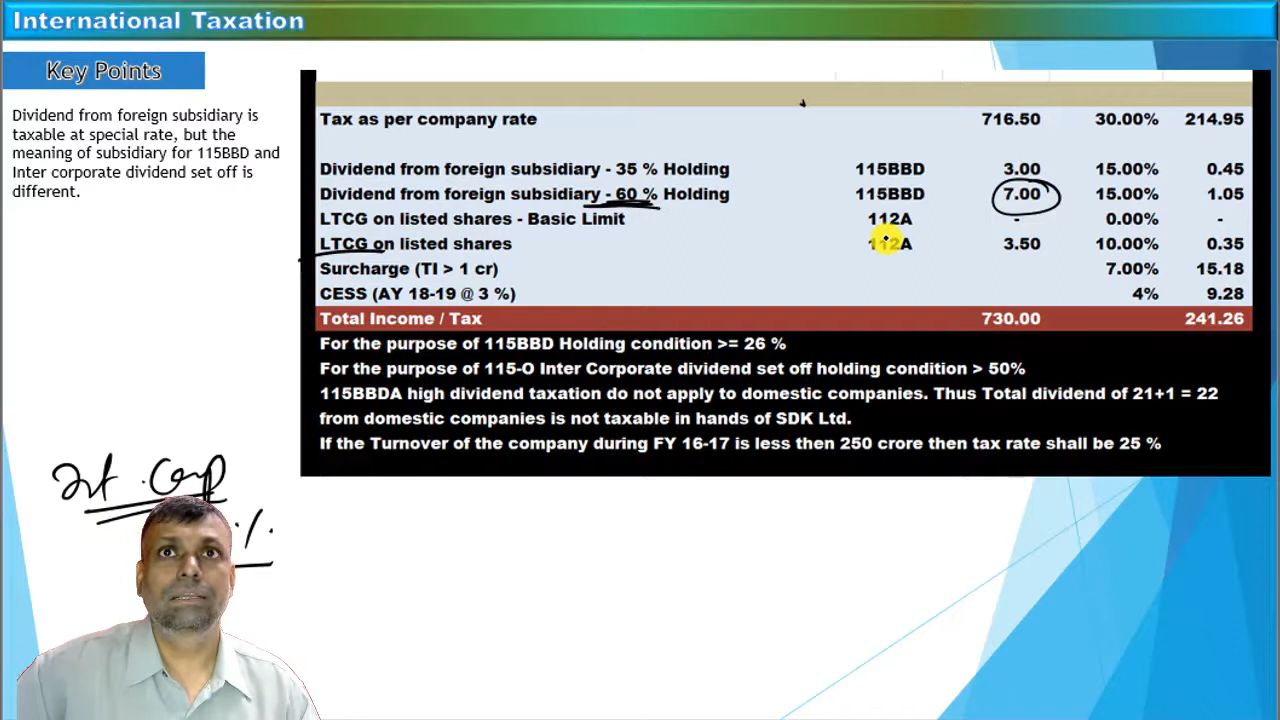 International Taxation
Key Points
Dividend from foreign subsidiary is
taxable at special rate, but the
meaning of subsidiary for 115BBD and
Inter corporate dividend set off is
different.
Tax as per company rate 716.50 30.00% 214.95
Dividend from foreign subsidiary - 35 % Holding 115BBD 3.00 15.00% 0.45
Dividend from foreign subsidiary - 60 % Holding 115BBD 7.00 15.00% 1.05
LTCG on listed shares - Basic Limit 112A - 0.00% -
LTCG on listed shares 112A 3.50 10.00% 0.35
Surcharge (TI > 1 cr) 7.00% 15.18
CESS (AY 18-19 @ 3 %) 4% 9.28
Total Income / Tax 730.00 241.26
For the purpose of 115BBD Holding condition >= 26 %
For the purpose of 115-O Inter Corporate dividend set off holding condition > 50%
115BBDA high dividend taxation do not apply to domestic companies. Thus Total dividend of 21+1 = 22
from domestic companies is not taxable in hands of SDK Ltd.
If the Turnover of the company during FY 16-17 is less then 250 crore then tax rate shall be 25 %
%